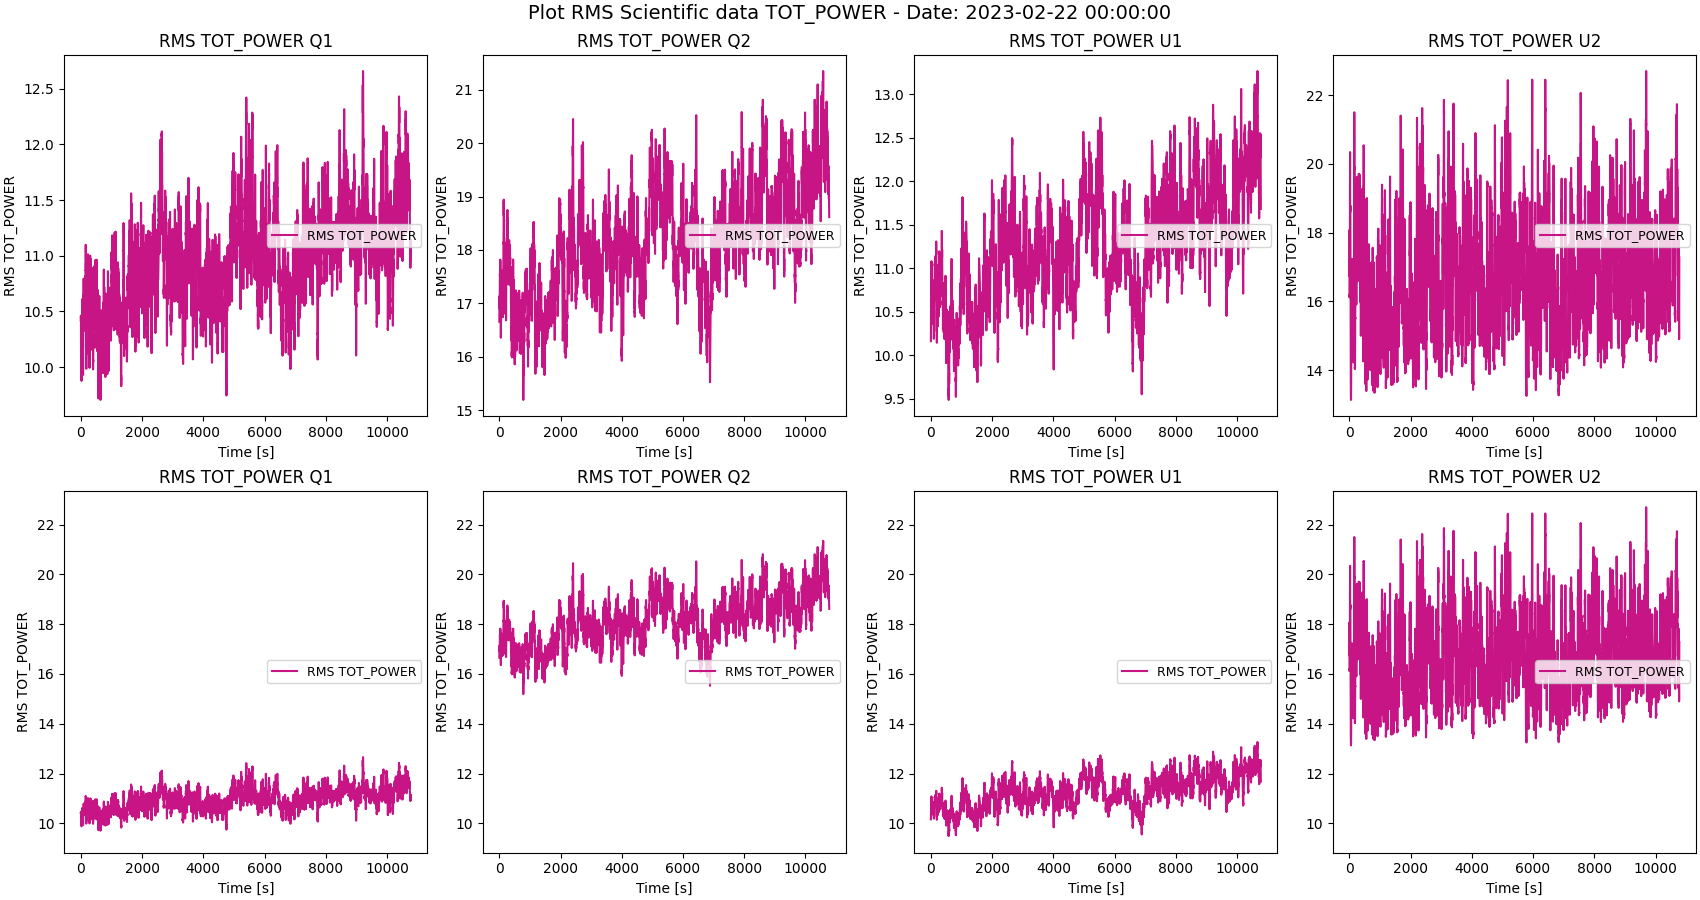 Plot RMS Scientific data TOT_POWER - Date: 2023-02-22 00:00:00
RMS TOT_POWER Q1
RMS TOT_POWER
12.5
12.0
11.5
11.0
10.5
10.0
RMS TOT_POWER
0 2000 4000 6000 8000 10000
Time [s]
RMS TOT_POWER Q2
RMS TOT_POWER
21
20
19
18
17
16
15
RMS TOT_POWER
0 2000 4000 6000 8000 10000
Time [s]
RMS TOT_POWER U1
RMS TOT_POWER
13.0
12.5
12.0
11.5
11.0
10.5
10.0
9.5
RMS TOT_POWER
0 2000 4000 6000 8000 10000
Time [s]
RMS TOT_POWER U2
RMS TOT_POWER
22
20
18
16
14
RMS TOT_POWER
0 2000 4000 6000 8000 10000
Time [s]
RMS TOT_POWER Q1
RMS TOT_POWER
22
20
18
16
14
12
10
RMS TOT_POWER
0 2000 4000 6000 8000 10000
Time [s]
RMS TOT_POWER Q2
RMS TOT_POWER
22
20
18
16
14
12
10
RMS TOT_POWER
0 2000 4000 6000 8000 10000
Time [s]
RMS TOT_POWER U1
RMS TOT_POWER
22
20
18
16
14
12
10
RMS TOT_POWER
0 2000 4000 6000 8000 10000
Time [s]
RMS TOT_POWER U2
RMS TOT_POWER
22
20
18
16
14
12
10
RMS TOT_POWER
0 2000 4000 6000 8000 10000
Time [s]